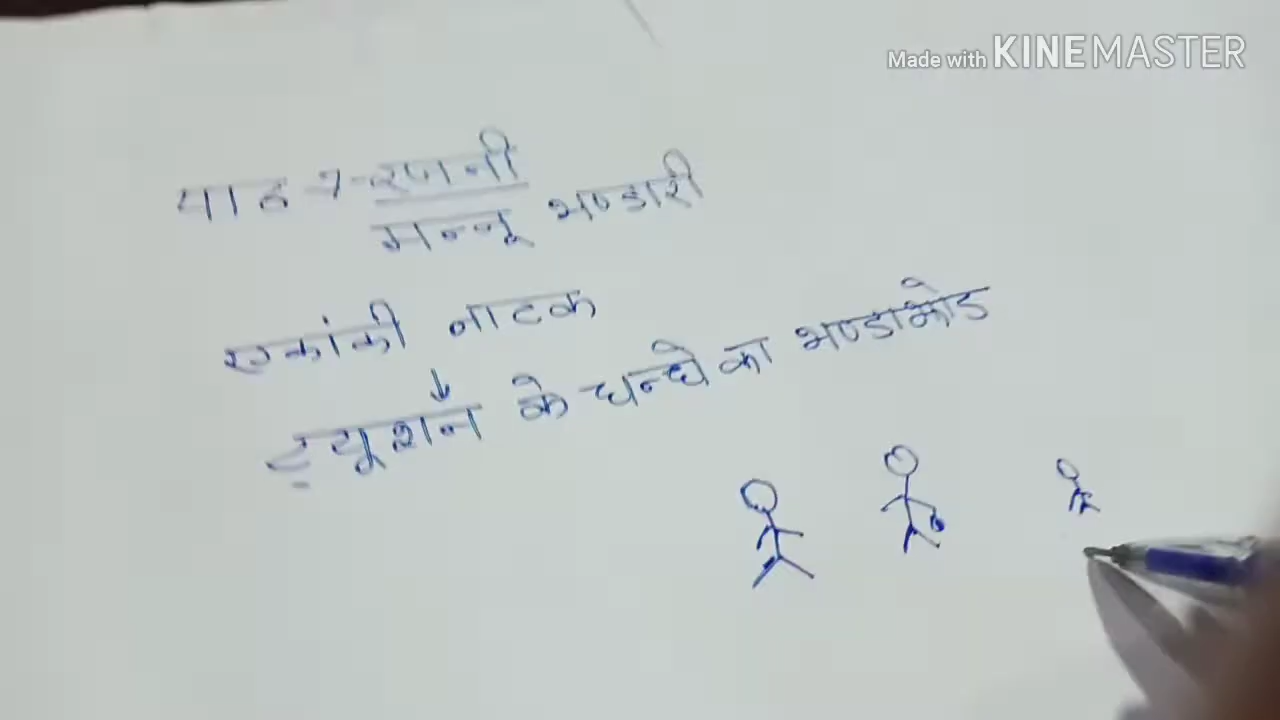 Made with KINEMASTER
पाठ 7-रजनी
मन्नू भण्डारी
एकांकी नाटक
ट्यूशन के धन्धे का भण्डाफोड